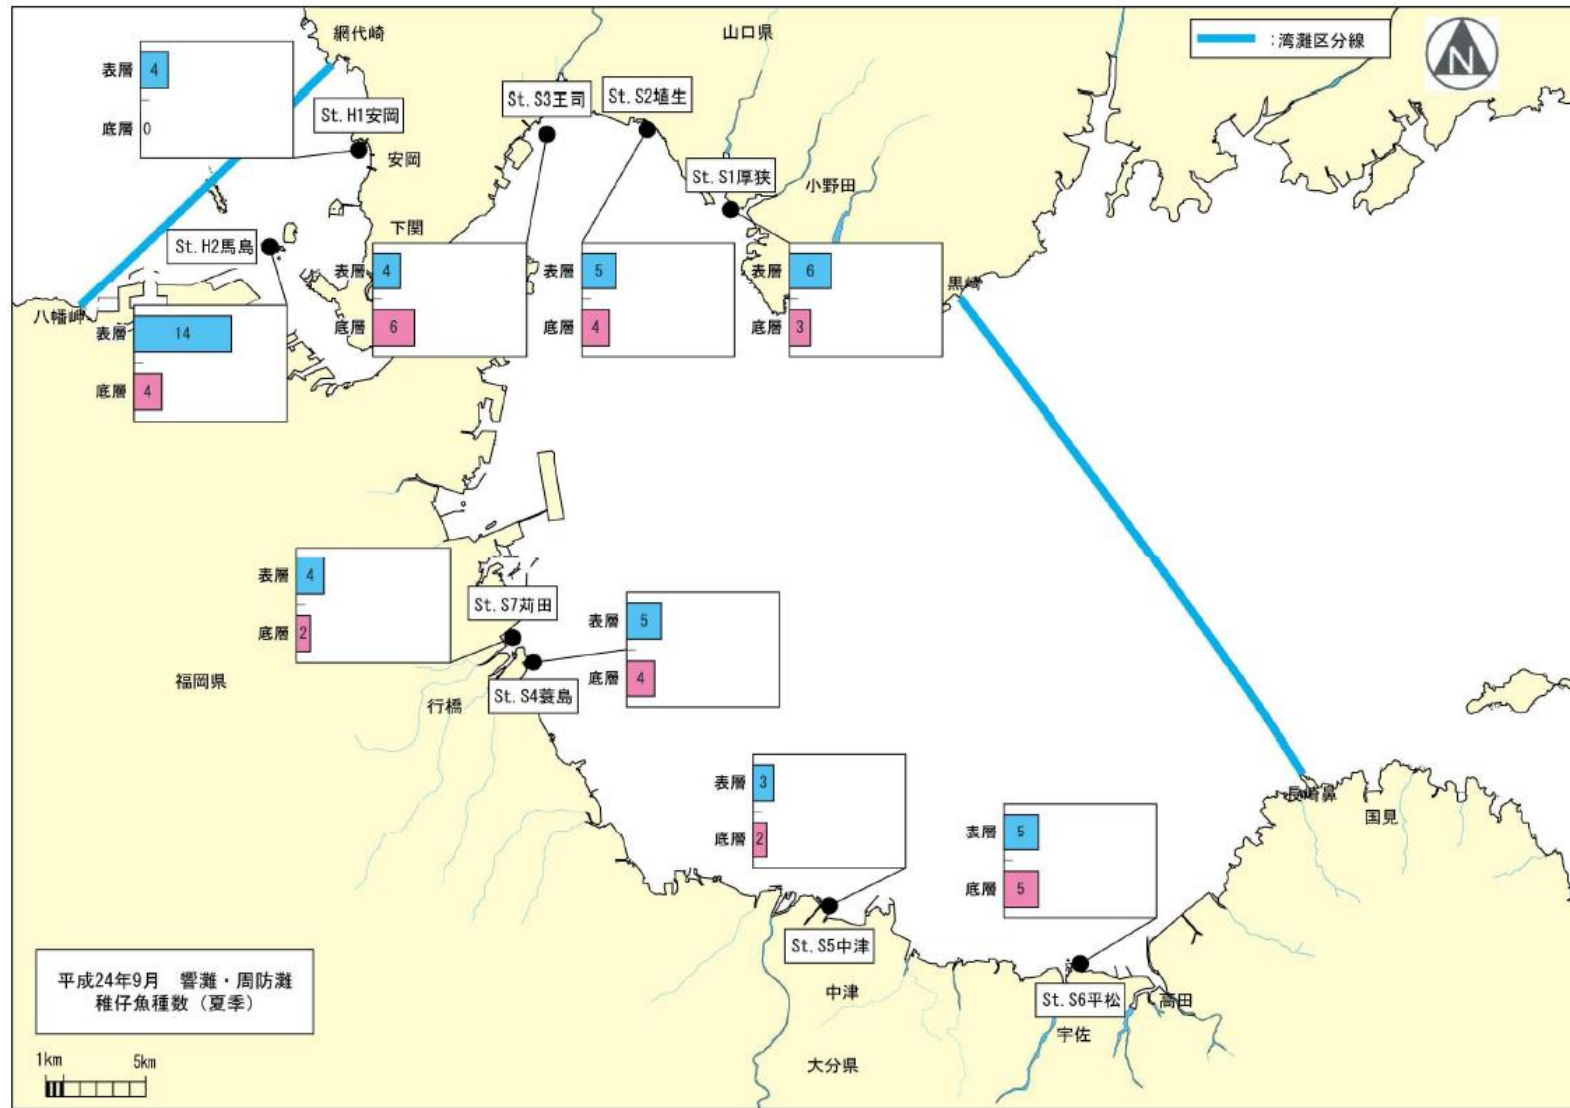 網代崎
山口県
:湾灘区分線
N
表層 4
底層 0
St. H1安岡
安岡
St. S3王司
St. S2埴生
St. S1厚狭
小野田
下関
St. H2馬島
八幡岬
表層 14
底層 4
表層 4
底層 6
表層 5
底層 4
表層 6
底層 3
黒崎
表層 4
底層 2
St. S7苅田
表層 5
底層 4
St. S4蓑島
福岡県
行橋
表層 3
底層 2
St. S5中津
中津
表層 5
底層 5
St. S6平松
高田
宇佐
長崎鼻
国見
大分県
平成24年9月 響灘・周防灘
稚仔魚種数（夏季）
1km 5km